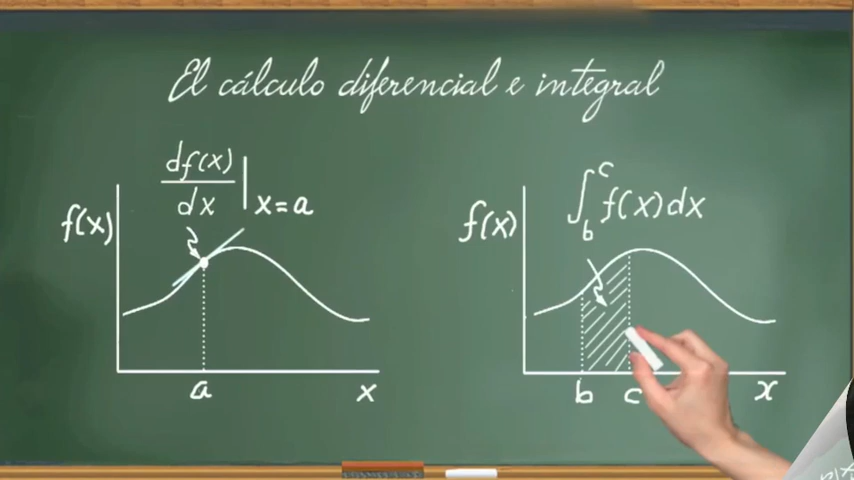 El cálculo diferencial e integral
df(x)
dx
x=a
f(x)
a
x
∫_b^c f(x)dx
f(x)
b
c
x